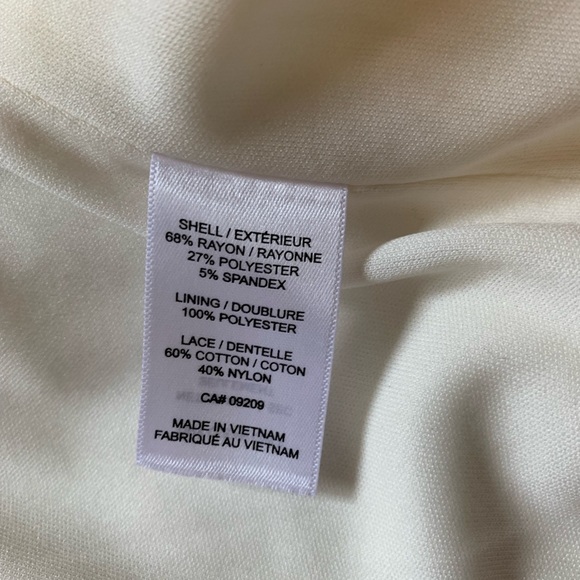 SHELL / EXTÉRIEUR
68% RAYON / RAYONNE
27% POLYESTER
5% SPANDEX
LINING / DOUBLURE
100% POLYESTER
LACE / DENTELLE
60% COTTON / COTON
40% NYLON
CA# 09209
MADE IN VIETNAM
FABRIQUÉ AU VIETNAM